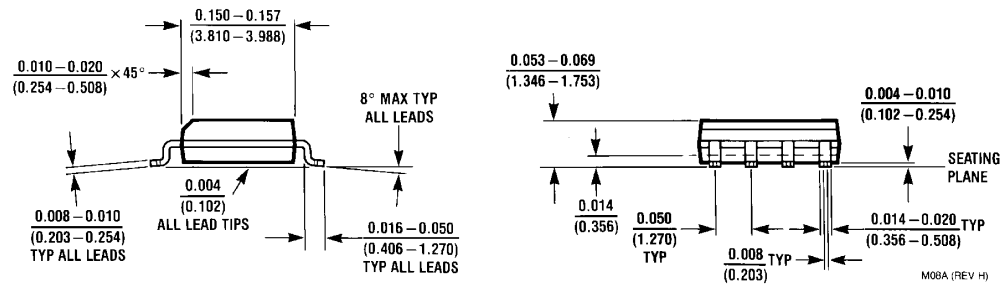 0.150 – 0.157
(3.810 – 3.988)
0.010 – 0.020
(0.254 – 0.508)
× 45°
8° MAX TYP
ALL LEADS
0.004
(0.102)
ALL LEAD TIPS
0.008 – 0.010
(0.203 – 0.254)
TYP ALL LEADS
0.016 – 0.050
(0.406 – 1.270)
TYP ALL LEADS
0.053 – 0.069
(1.346 – 1.753)
0.004 – 0.010
(0.102 – 0.254)
SEATING
PLANE
0.014
(0.356)
0.050
(1.270)
TYP
0.008
(0.203)
TYP
0.014 – 0.020
(0.356 – 0.508)
TYP
M08A (REV H)